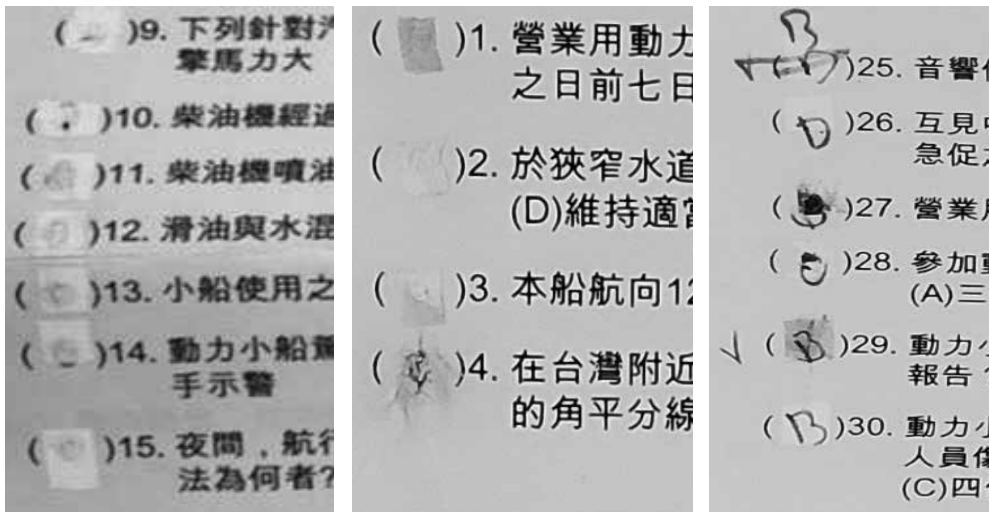 ( )9. 下列針對
擎馬力大
( )10. 柴油機經過
( )11. 柴油機噴油
( )12. 滑油與水混
( )13. 小船使用之
( )14. 動力小船駕
手示警
( )15. 夜間，航行
法為何者?
( )1. 營業用動力
之日前七日
( )2. 於狹窄水道
(D)維持適當
( )3. 本船航向12
( )4. 在台灣附近
的角平分線
B
( )25. 音響
(D)26. 互見
急促
(B)27. 營業
( )28. 參加
(A)三
(B)29. 動力小
報告
(B)30. 動力小
人員傷
(C)四